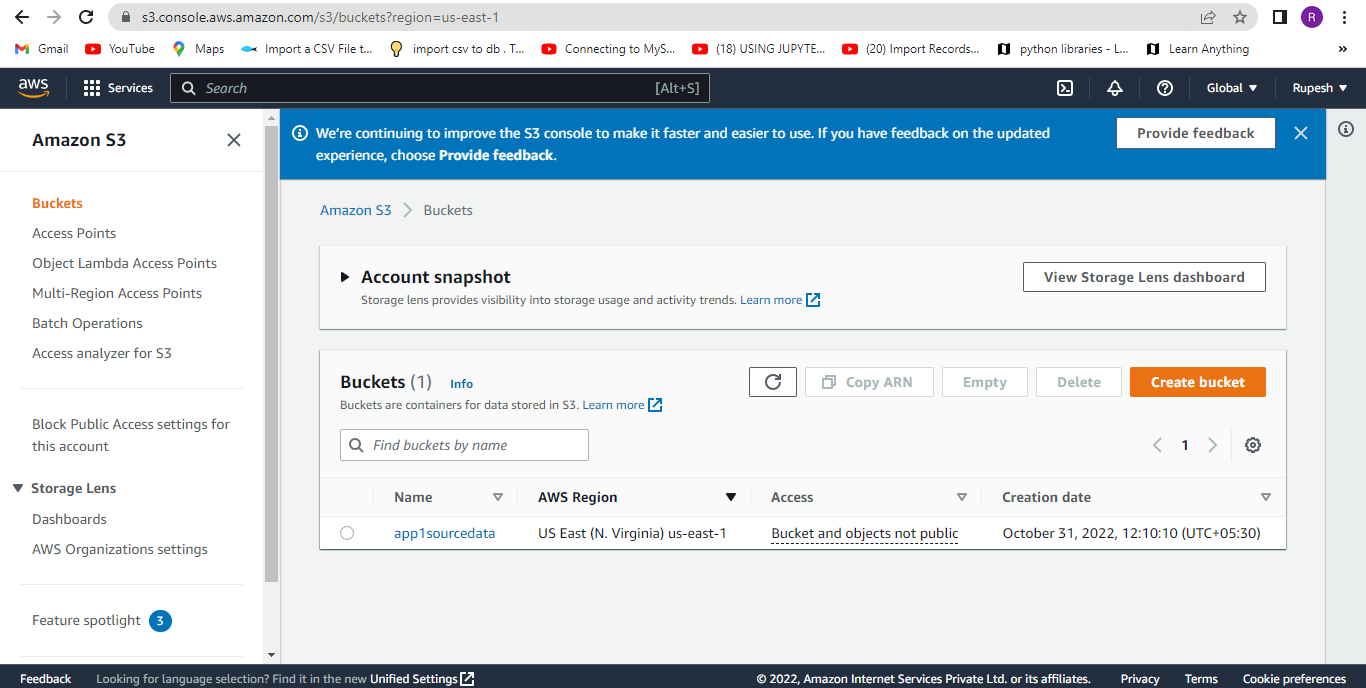 s3.console.aws.amazon.com/s3/buckets?region=us-east-1
R
Gmail YouTube Maps Import a CSV File t... import csv to db . T... Connecting to MyS... (18) USING JUPYTE... (20) Import Records... python libraries - L... Learn Anything »
aws Services Search [Alt+S] Global Rupesh
Amazon S3
Buckets
Access Points
Object Lambda Access Points
Multi-Region Access Points
Batch Operations
Access analyzer for S3
Block Public Access settings for
this account
Storage Lens
Dashboards
AWS Organizations settings
Feature spotlight 3
We're continuing to improve the S3 console to make it faster and easier to use. If you have feedback on the updated
experience, choose Provide feedback.
Provide feedback
Amazon S3 Buckets
Account snapshot
Storage lens provides visibility into storage usage and activity trends. Learn more
View Storage Lens dashboard
Buckets (1) Info
Buckets are containers for data stored in S3. Learn more
Copy ARN Empty Delete Create bucket
Find buckets by name
1
Name AWS Region Access Creation date
app1sourcedata US East (N. Virginia) us-east-1 Bucket and objects not public October 31, 2022, 12:10:10 (UTC+05:30)
Feedback Looking for language selection? Find it in the new Unified Settings © 2022, Amazon Internet Services Private Ltd. or its affiliates. Privacy Terms Cookie preferences